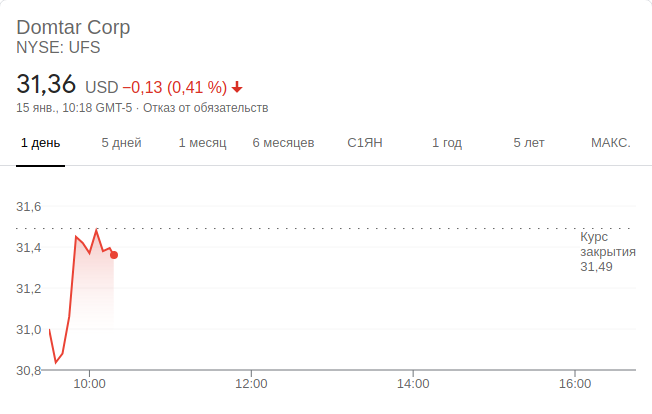 Domtar Corp
NYSE: UFS
31,36 USD −0,13 (0,41 %)
15 янв., 10:18 GMT-5 · Отказ от обязательств
1 день 5 дней 1 месяц 6 месяцев С1ЯН 1 год 5 лет МАКС.
31,6
31,4
31,2
31,0
30,8
Курс
закрытия
31,49
10:00 12:00 14:00 16:00